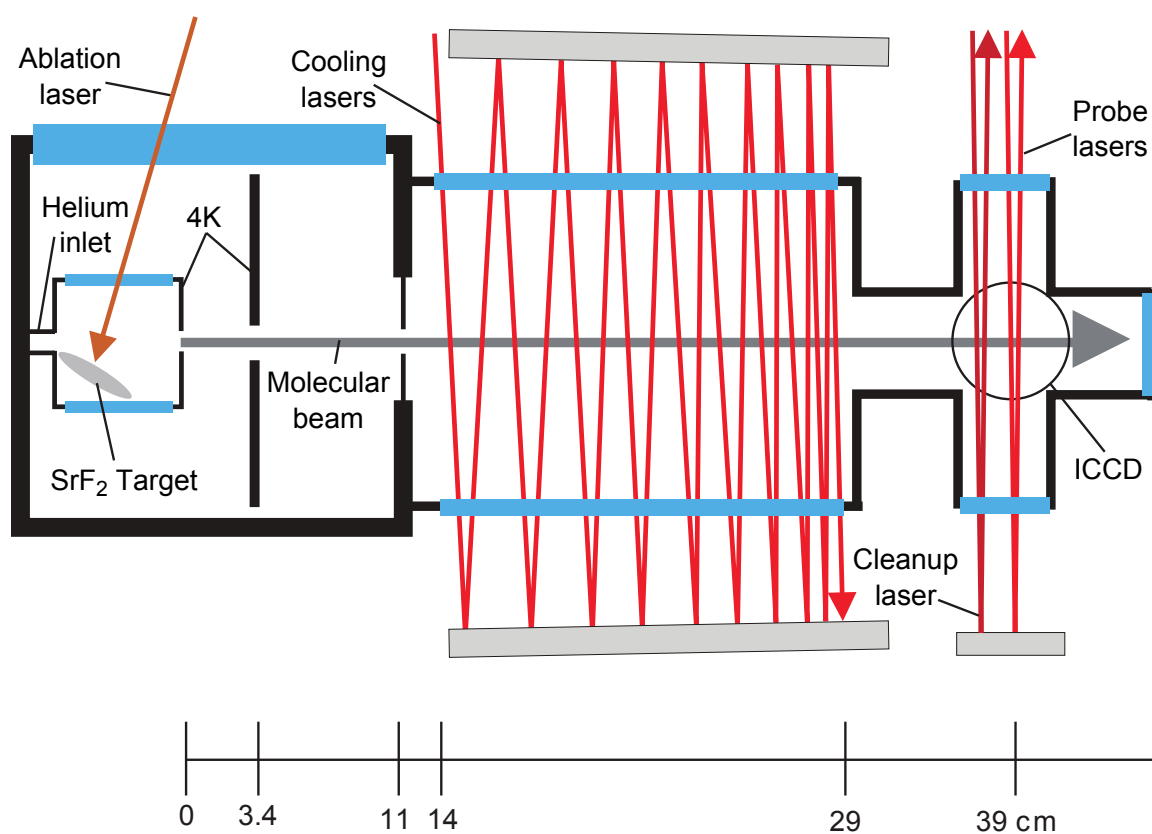 Ablation
laser
Cooling
lasers
Probe
lasers
Helium
inlet
4K
Molecular
beam
SrF₂ Target
ICCD
Cleanup
laser
0
3.4
11
14
29
39 cm